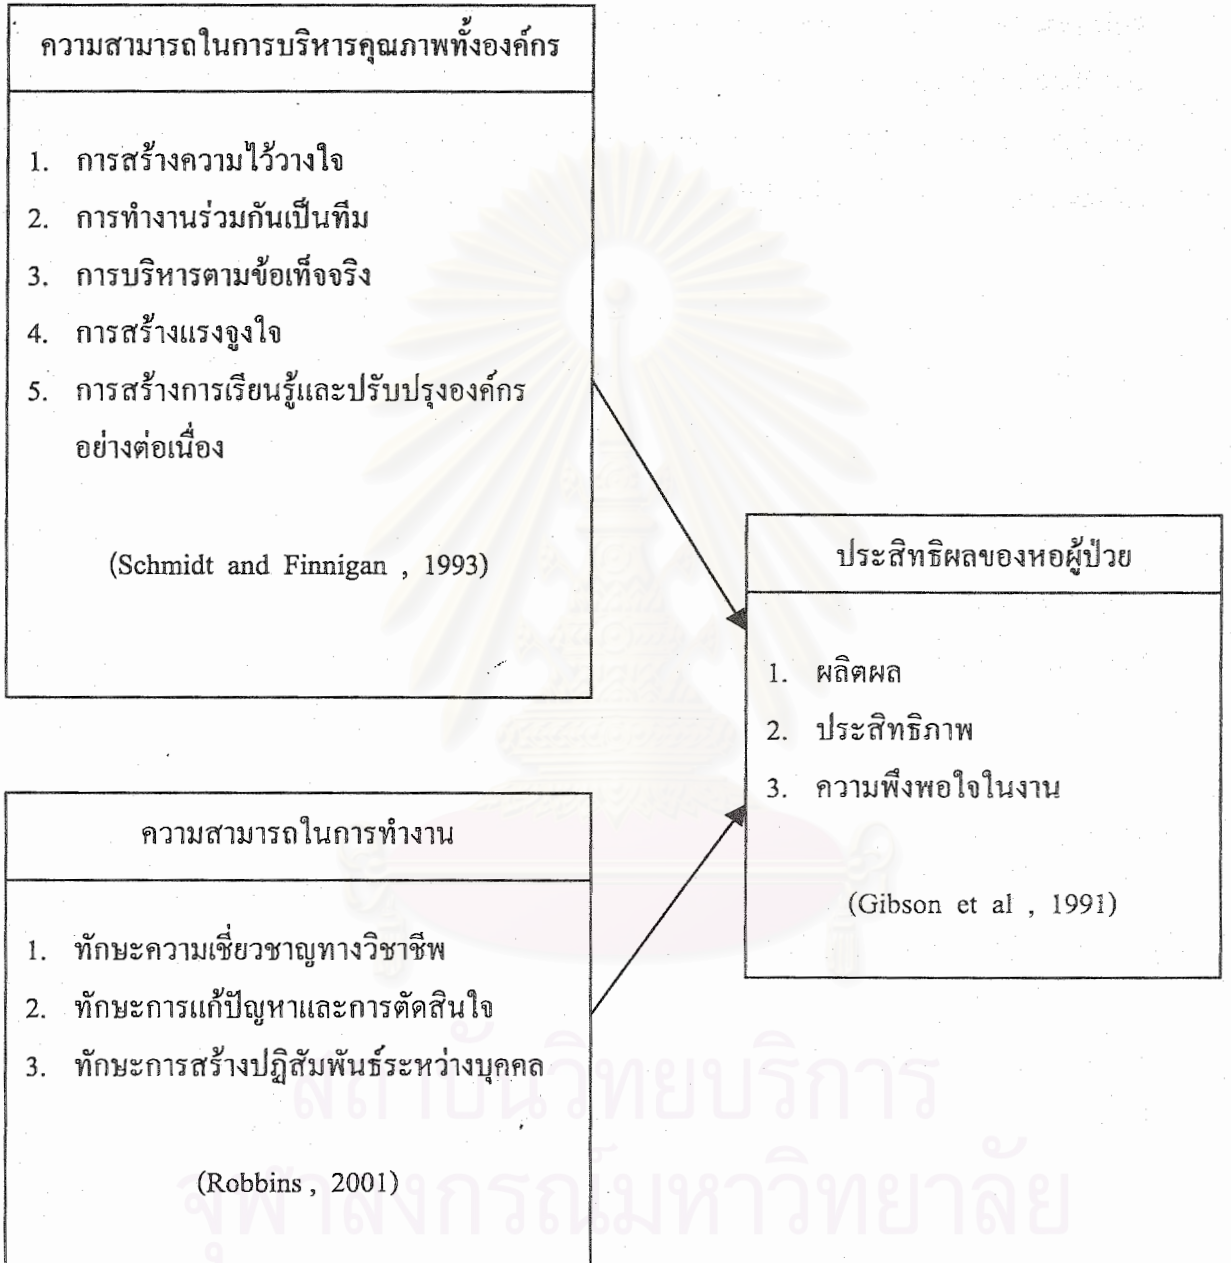 ความสามารถในการบริหารคุณภาพทั้งองค์กร
1. การสร้างความไว้วางใจ
2. การทำงานร่วมกันเป็นทีม
3. การบริหารตามข้อเท็จจริง
4. การสร้างแรงจูงใจ
5. การสร้างการเรียนรู้และปรับปรุงองค์กร
อย่างต่อเนื่อง
(Schmidt and Finnigan , 1993)
ประสิทธิผลของหอผู้ป่วย
1. ผลิตผล
2. ประสิทธิภาพ
3. ความพึงพอใจในงาน
(Gibson et al , 1991)
ความสามารถในการทำงาน
1. ทักษะความเชี่ยวชาญทางวิชาชีพ
2. ทักษะการแก้ปัญหาและการตัดสินใจ
3. ทักษะการสร้างปฏิสัมพันธ์ระหว่างบุคคล
(Robbins , 2001)
สถาบันวิทยบริการ
จุฬาลงกรณ์มหาวิทยาลัย